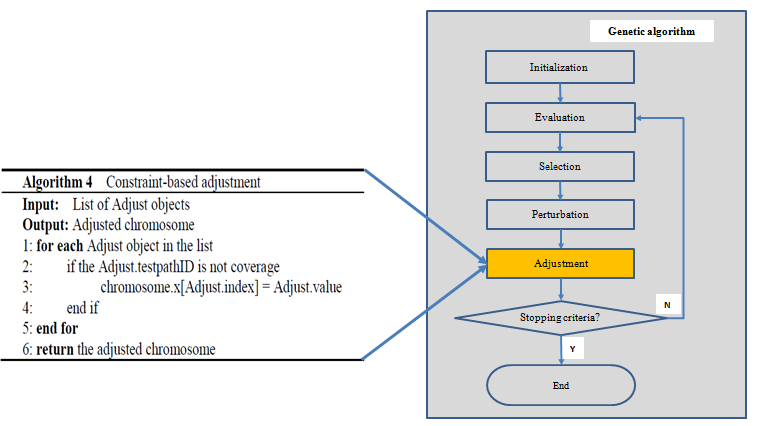 Algorithm 4 Constraint-based adjustment
Input: List of Adjust objects
Output: Adjusted chromosome
1: for each Adjust object in the list
2: if the Adjust.testpathID is not coverage
3: chromosome.x[Adjust.index] = Adjust.value
4: end if
5: end for
6: return the adjusted chromosome
Genetic algorithm
Initialization
Evaluation
Selection
Perturbation
Adjustment
Stopping criteria?
N
Y
End